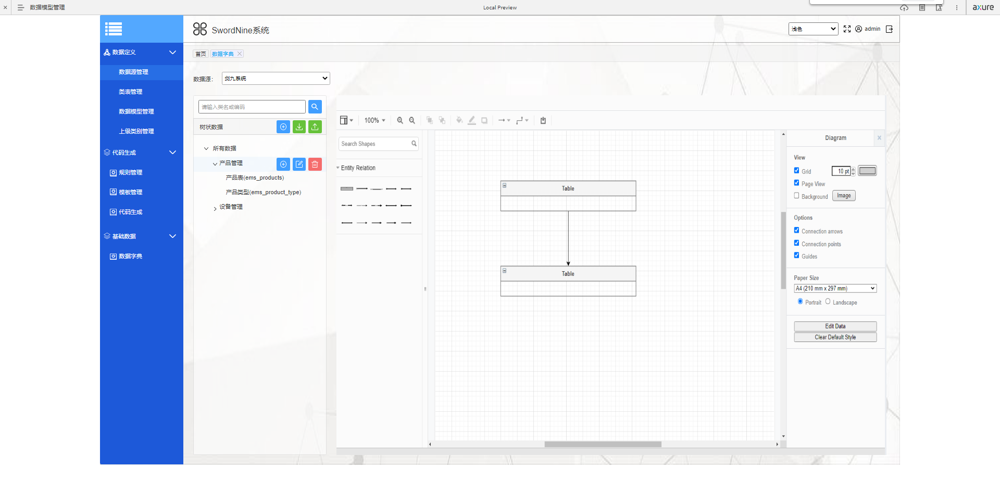 数据模型管理
Local Preview
axure
SwordNine系统
浅色
admin
数据定义
数据源管理
类表管理
数据模型管理
上级类别管理
代码生成
规则管理
模板管理
代码生成
基础数据
数据字典
首页
数据字典
数据源：
剑九系统
请输入类名或编码
树状数据
所有数据
产品管理
产品表(ems_products)
产品类型(ems_product_type)
设备管理
100%
Search Shapes
Entity Relation
Table
Table
Diagram
View
Grid
10 pt
Page View
Background
Image
Options
Connection arrows
Connection points
Guides
Paper Size
A4 (210 mm x 297 mm)
Portrait
Landscape
Edit Data
Clear Default Style